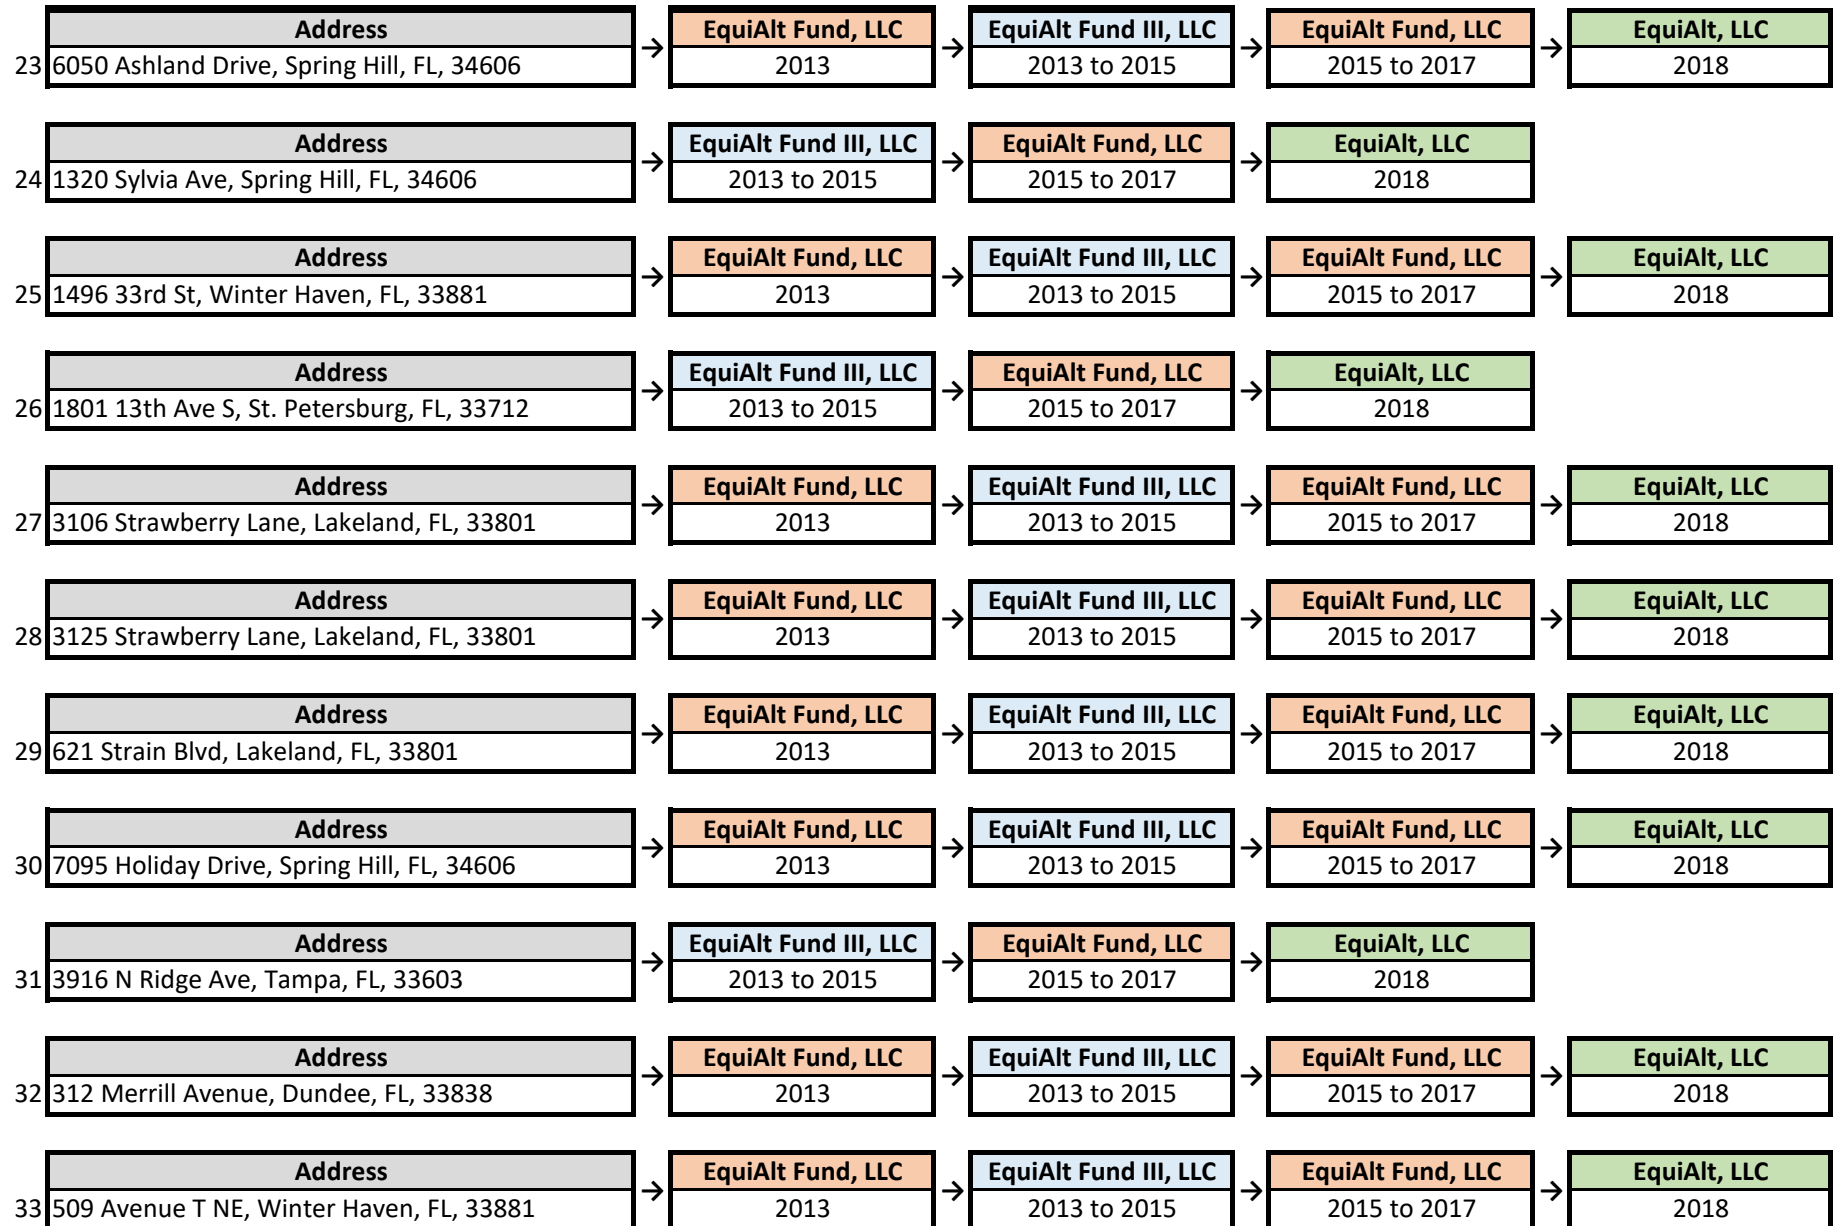 Address → EquiAlt Fund, LLC → EquiAlt Fund III, LLC → EquiAlt Fund, LLC → EquiAlt, LLC
23 6050 Ashland Drive, Spring Hill, FL, 34606 2013 2013 to 2015 2015 to 2017 2018
Address → EquiAlt Fund III, LLC → EquiAlt Fund, LLC → EquiAlt, LLC
24 1320 Sylvia Ave, Spring Hill, FL, 34606 2013 to 2015 2015 to 2017 2018
Address → EquiAlt Fund, LLC → EquiAlt Fund III, LLC → EquiAlt Fund, LLC → EquiAlt, LLC
25 1496 33rd St, Winter Haven, FL, 33881 2013 2013 to 2015 2015 to 2017 2018
Address → EquiAlt Fund III, LLC → EquiAlt Fund, LLC → EquiAlt, LLC
26 1801 13th Ave S, St. Petersburg, FL, 33712 2013 to 2015 2015 to 2017 2018
Address → EquiAlt Fund, LLC → EquiAlt Fund III, LLC → EquiAlt Fund, LLC → EquiAlt, LLC
27 3106 Strawberry Lane, Lakeland, FL, 33801 2013 2013 to 2015 2015 to 2017 2018
Address → EquiAlt Fund, LLC → EquiAlt Fund III, LLC → EquiAlt Fund, LLC → EquiAlt, LLC
28 3125 Strawberry Lane, Lakeland, FL, 33801 2013 2013 to 2015 2015 to 2017 2018
Address → EquiAlt Fund, LLC → EquiAlt Fund III, LLC → EquiAlt Fund, LLC → EquiAlt, LLC
29 621 Strain Blvd, Lakeland, FL, 33801 2013 2013 to 2015 2015 to 2017 2018
Address → EquiAlt Fund, LLC → EquiAlt Fund III, LLC → EquiAlt Fund, LLC → EquiAlt, LLC
30 7095 Holiday Drive, Spring Hill, FL, 34606 2013 2013 to 2015 2015 to 2017 2018
Address → EquiAlt Fund III, LLC → EquiAlt Fund, LLC → EquiAlt, LLC
31 3916 N Ridge Ave, Tampa, FL, 33603 2013 to 2015 2015 to 2017 2018
Address → EquiAlt Fund, LLC → EquiAlt Fund III, LLC → EquiAlt Fund, LLC → EquiAlt, LLC
32 312 Merrill Avenue, Dundee, FL, 33838 2013 2013 to 2015 2015 to 2017 2018
Address → EquiAlt Fund, LLC → EquiAlt Fund III, LLC → EquiAlt Fund, LLC → EquiAlt, LLC
33 509 Avenue T NE, Winter Haven, FL, 33881 2013 2013 to 2015 2015 to 2017 2018